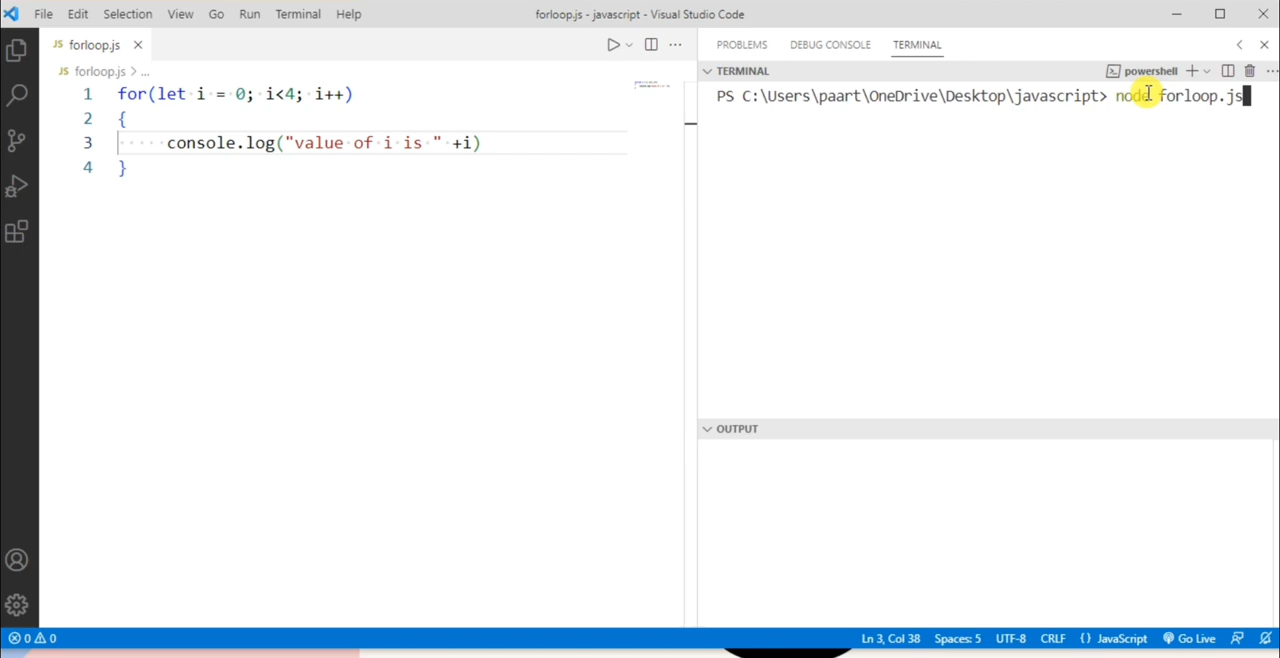 File Edit Selection View Go Run Terminal Help forloop.js - javascript - Visual Studio Code
JS forloop.js
PROBLEMS DEBUG CONSOLE TERMINAL
JS forloop.js > ...
TERMINAL powershell
1 for(let i = 0; i<4; i++)
2 {
3 console.log("value of i is " +i)
4 }
PS C:\Users\paart\OneDrive\Desktop\javascript> node forloop.js
OUTPUT
0 0 Ln 3, Col 38 Spaces: 5 UTF-8 CRLF {} JavaScript Go Live